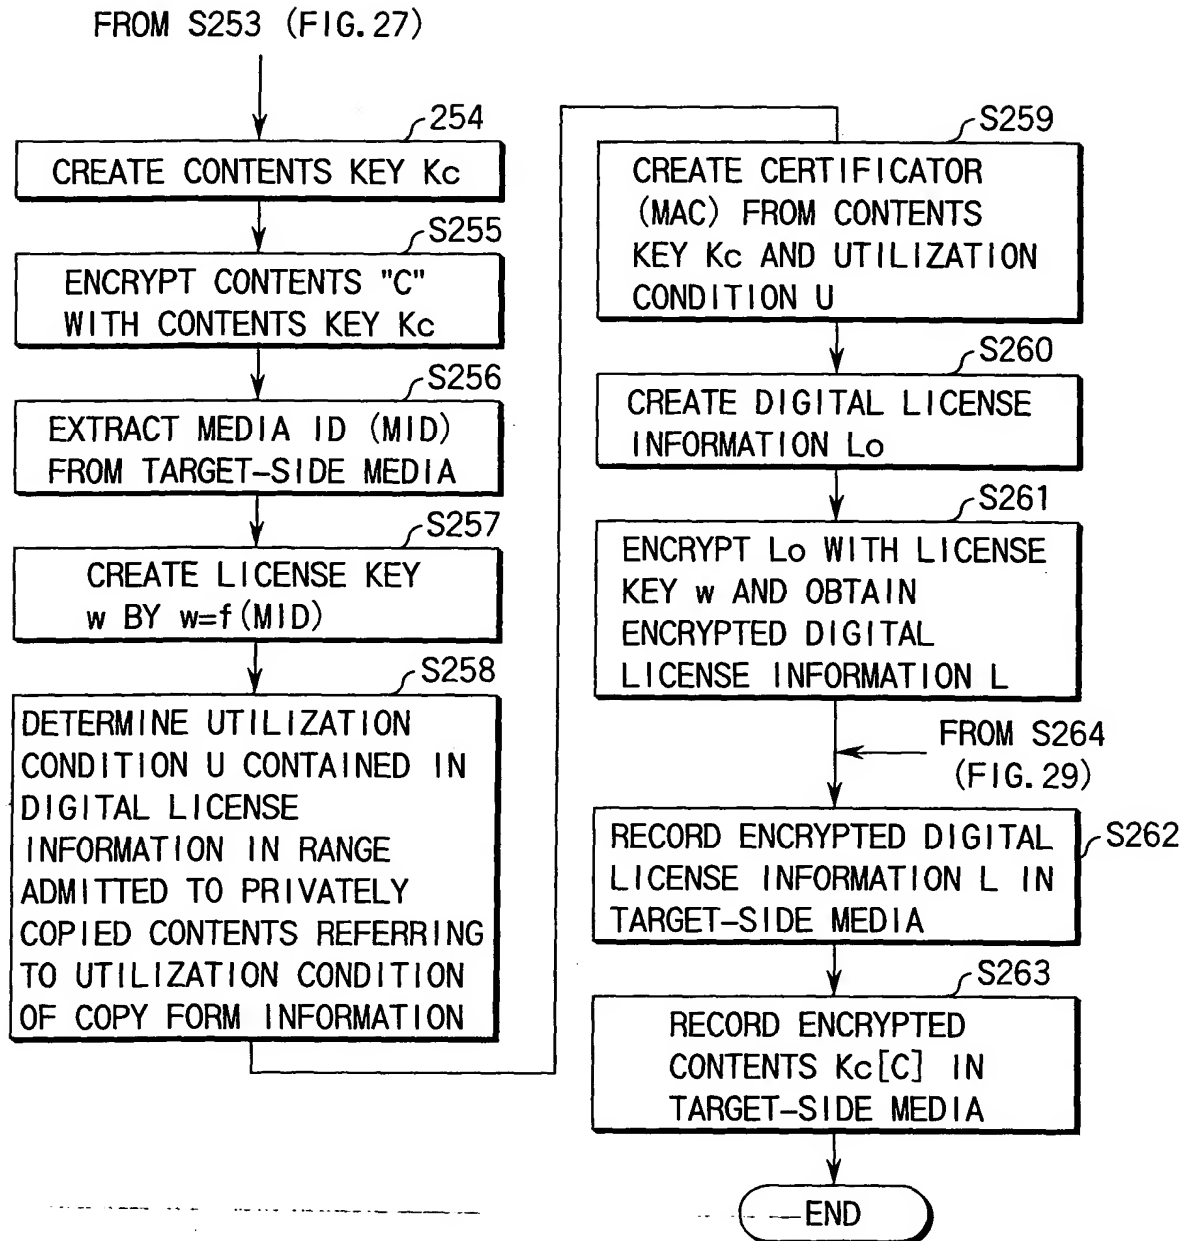 FROM S253 (FIG.27)
254
CREATE CONTENTS KEY Kc
S255
ENCRYPT CONTENTS "C"
WITH CONTENTS KEY Kc
S256
EXTRACT MEDIA ID (MID)
FROM TARGET-SIDE MEDIA
S257
CREATE LICENSE KEY
w BY w=f(MID)
S258
DETERMINE UTILIZATION
CONDITION U CONTAINED IN
DIGITAL LICENSE
INFORMATION IN RANGE
ADMITTED TO PRIVATELY
COPIED CONTENTS REFERRING
TO UTILIZATION CONDITION
OF COPY FORM INFORMATION
S259
CREATE CERTIFICATOR
(MAC) FROM CONTENTS
KEY Kc AND UTILIZATION
CONDITION U
S260
CREATE DIGITAL LICENSE
INFORMATION Lo
S261
ENCRYPT Lo WITH LICENSE
KEY w AND OBTAIN
ENCRYPTED DIGITAL
LICENSE INFORMATION L
FROM S264
(FIG.29)
RECORD ENCRYPTED DIGITAL
LICENSE INFORMATION L IN
TARGET-SIDE MEDIA
S262
S263
RECORD ENCRYPTED
CONTENTS Kc[C] IN
TARGET-SIDE MEDIA
END